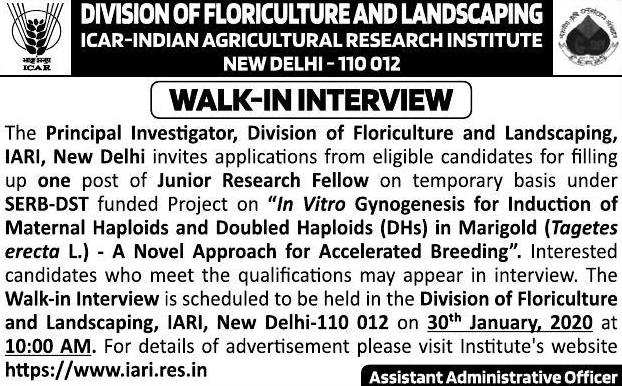 DIVISION OF FLORICULTURE AND LANDSCAPING
ICAR-INDIAN AGRICULTURAL RESEARCH INSTITUTE
NEW DELHI - 110 012
ICAR
WALK-IN INTERVIEW
The Principal Investigator, Division of Floriculture and Landscaping,
IARI, New Delhi invites applications from eligible candidates for filling
up one post of Junior Research Fellow on temporary basis under
SERB-DST funded Project on “In Vitro Gynogenesis for Induction of
Maternal Haploids and Doubled Haploids (DHs) in Marigold (Tagetes
erecta L.) - A Novel Approach for Accelerated Breeding”. Interested
candidates who meet the qualifications may appear in interview. The
Walk-in Interview is scheduled to be held in the Division of Floriculture
and Landscaping, IARI, New Delhi-110 012 on 30th January, 2020 at
10:00 AM. For details of advertisement please visit Institute's website
https://www.iari.res.in
Assistant Administrative Officer